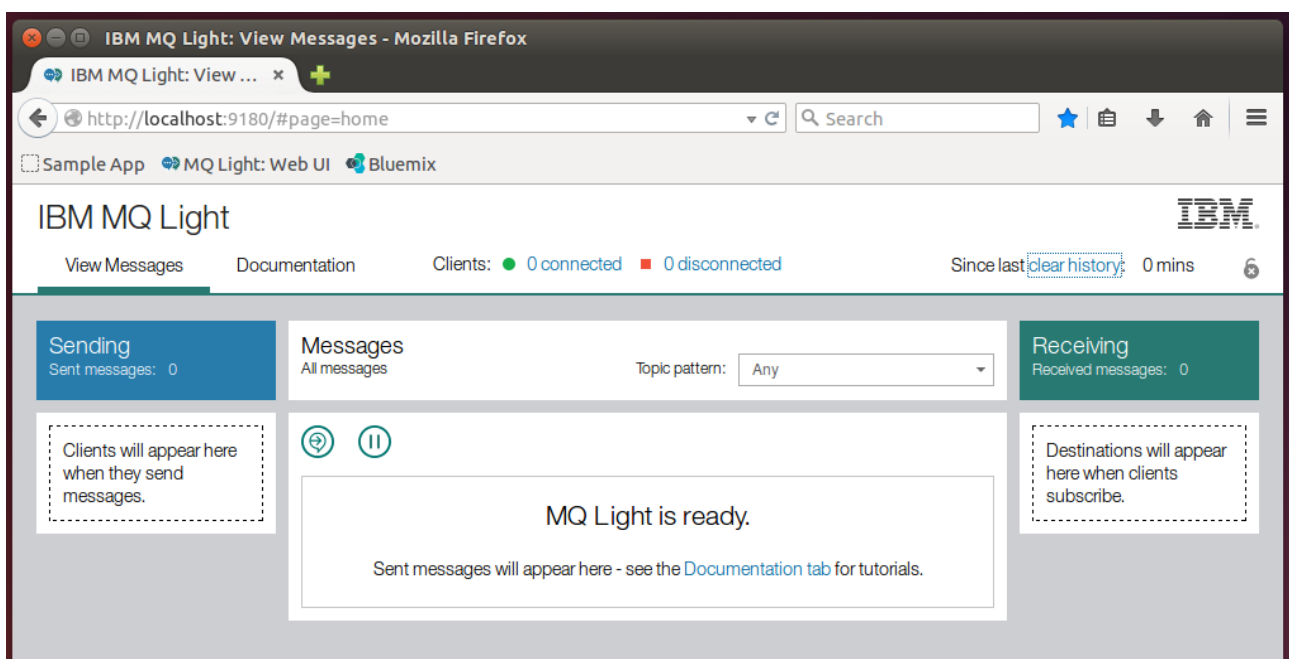 IBM MQ Light: View Messages - Mozilla Firefox
IBM MQ Light: View ...
http://localhost:9180/#page=home
Search
Sample App MQ Light: Web UI Bluemix
IBM MQ Light
IBM.
View Messages Documentation Clients: 0 connected 0 disconnected Since last clear history: 0 mins
Sending
Sent messages: 0
Messages
All messages
Topic pattern: Any
Receiving
Received messages: 0
Clients will appear here
when they send
messages.
MQ Light is ready.
Sent messages will appear here - see the Documentation tab for tutorials.
Destinations will appear
here when clients
subscribe.